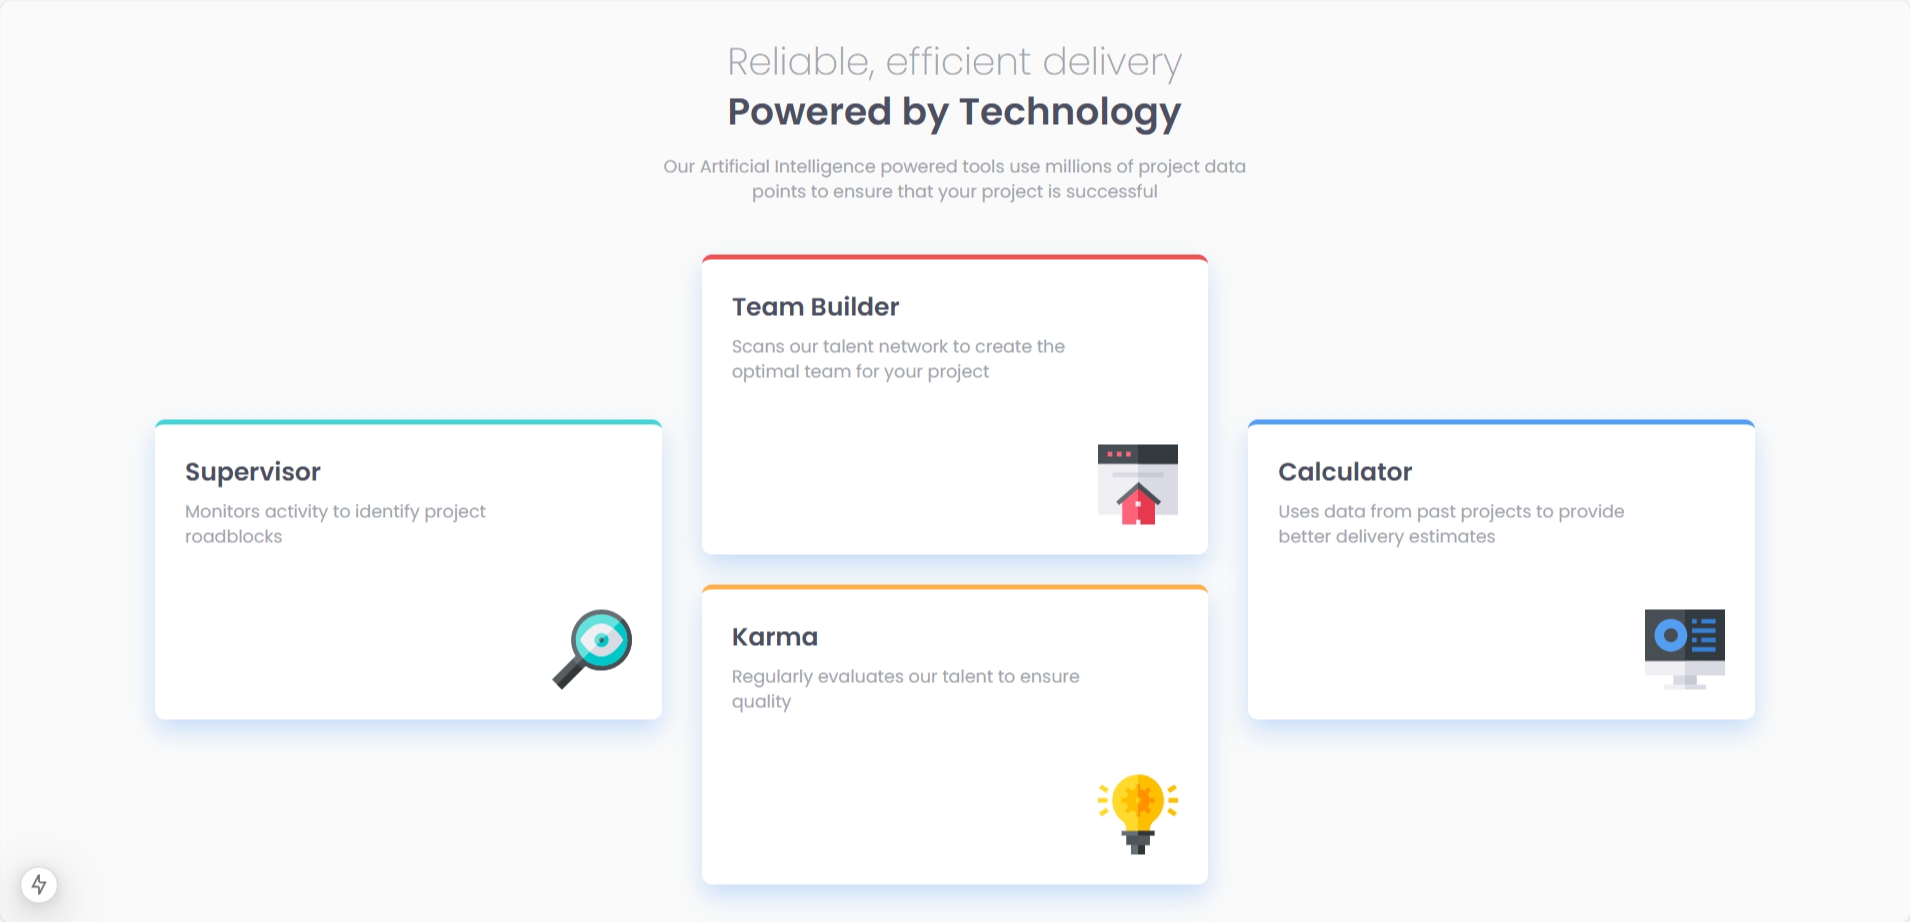 Reliable, efficient delivery
Powered by Technology
Our Artificial Intelligence powered tools use millions of project data
points to ensure that your project is successful
Team Builder
Scans our talent network to create the
optimal team for your project
Supervisor
Monitors activity to identify project
roadblocks
Calculator
Uses data from past projects to provide
better delivery estimates
Karma
Regularly evaluates our talent to ensure
quality